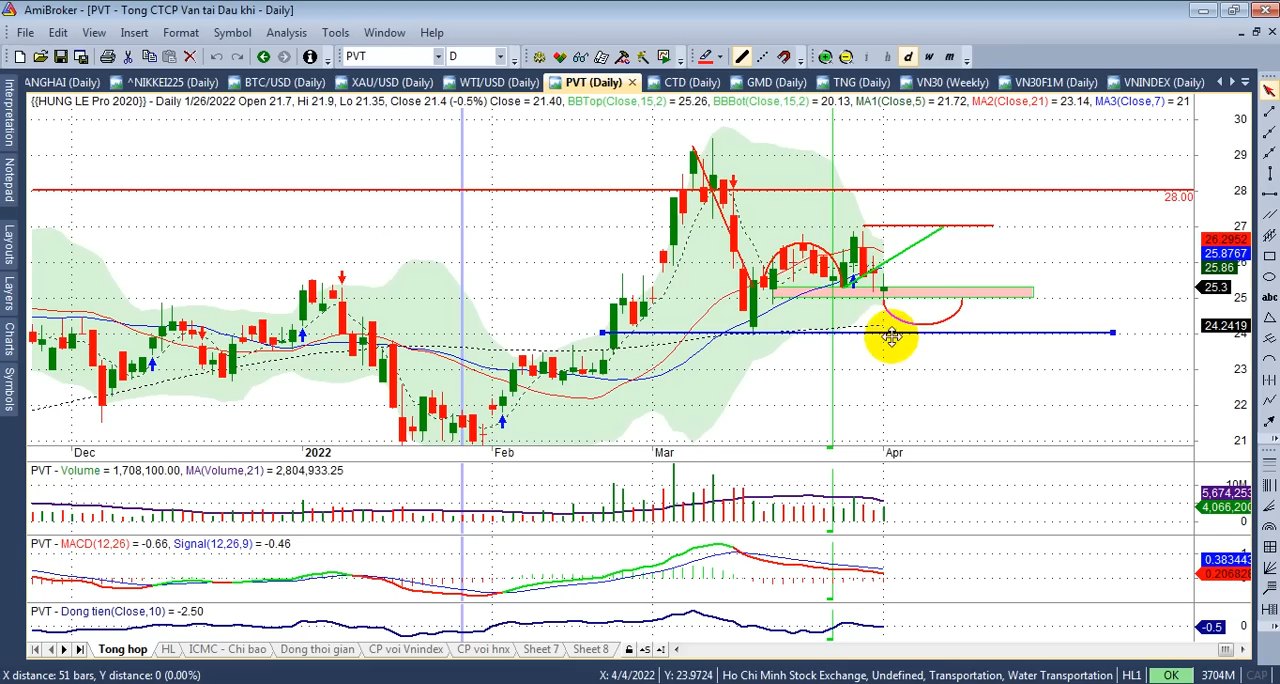 AmiBroker - [PVT - Tong CTCP Van tai Dau khi - Daily]
File Edit View Insert Format Symbol Analysis Tools Window Help
PVT D h d w m
ANGHAI (Daily) ^NIKKEI225 (Daily) BTC/USD (Daily) XAU/USD (Daily) WTI/USD (Daily) PVT (Daily) CTD (Daily) GMD (Daily) TNG (Daily) VN30 (Weekly) VN30F1M (Daily) VNINDEX (Daily)
{{HUNG LE Pro 2020}} - Daily 1/26/2022 Open 21.7, Hi 21.9, Lo 21.35, Close 21.4 (-0.5%) Close = 21.40, BBTop(Close,15,2) = 25.26, BBBot(Close,15,2) = 20.13, MA1(Close,5) = 21.72, MA2(Close,21) = 23.14, MA3(Close,7) = 21
Interpretation
Notepad
Layouts
Layers
Charts
Symbols
abc
30
29
28
28.00
27
26.2952
25.8767
26
25.86
25.3
25
24.2419
24
23
22
21
Dec 2022 Feb Mar Apr
PVT - Volume = 1,708,100.00, MA(Volume,21) = 2,804,933.25
10M
5,674,253
4,066,200
0
PVT - MACD(12,26) = -0.66, Signal(12,26,9) = -0.46
1
0.383443
0.206828
PVT - Dong tien(Close,10) = -2.50
-0.5 0
Tong hop HL ICMC - Chi bao Dong thoi gian CP voi Vnindex CP voi hnx Sheet 7 Sheet 8
X distance: 51 bars, Y distance: 0 (0.00%) X: 4/4/2022 Y: 23.9724 Ho Chi Minh Stock Exchange, Undefined, Transportation, Water Transportation HL1 OK 3704M CAP